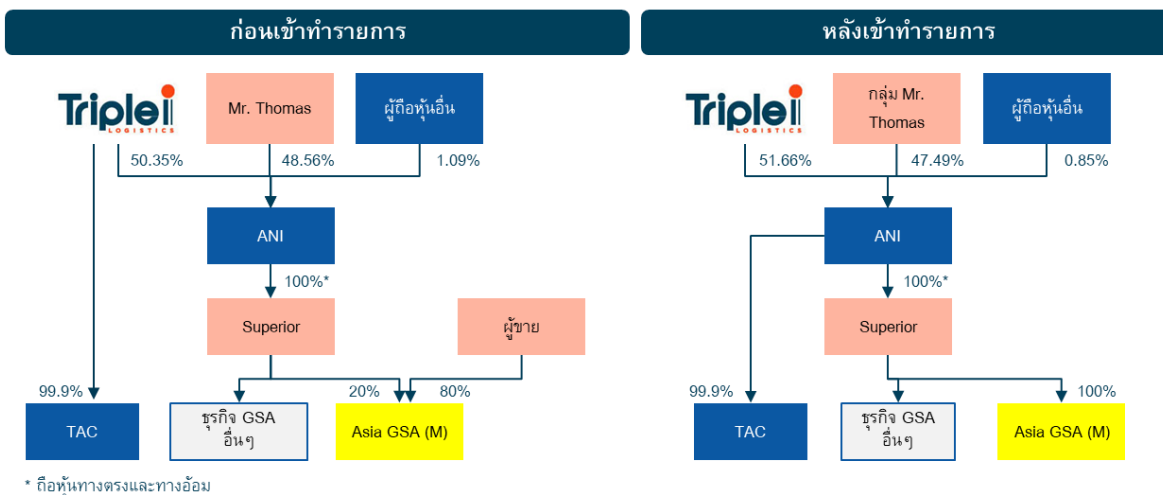 ก่อนเข้าทำรายการ
Triplei
LOGISTICS
Mr. Thomas
ผู้ถือหุ้นอื่น
50.35%
48.56%
1.09%
ANI
100%*
Superior
ผู้ขาย
99.9%
20%
80%
TAC
ธุรกิจ GSA
อื่นๆ
Asia GSA (M)
* ถือหุ้นทางตรงและทางอ้อม
หลังเข้าทำรายการ
Triplei
LOGISTICS
กลุ่ม Mr.
Thomas
ผู้ถือหุ้นอื่น
51.66%
47.49%
0.85%
ANI
100%*
Superior
99.9%
100%
TAC
ธุรกิจ GSA
อื่นๆ
Asia GSA (M)